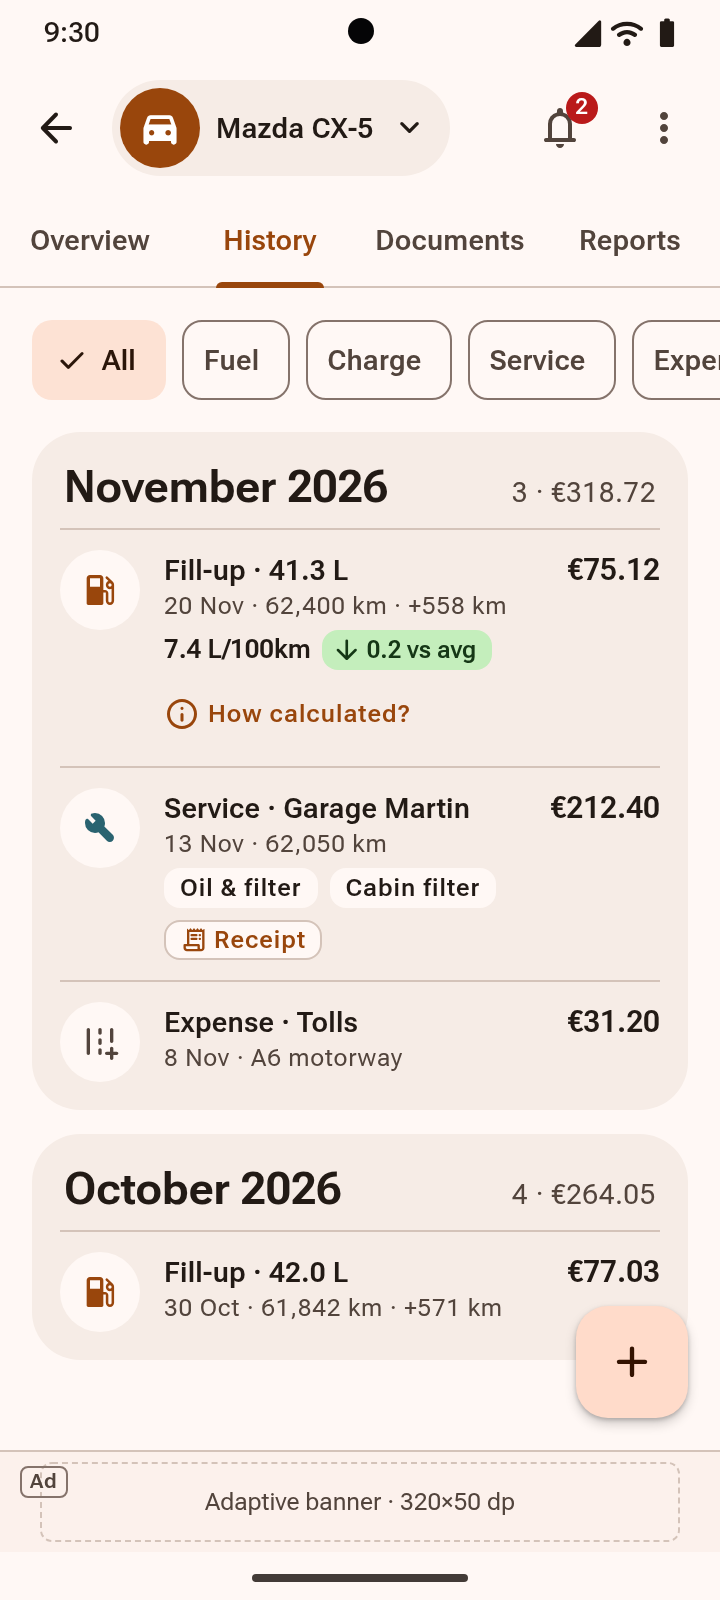 9:30
Mazda CX-5
2
Overview
History
Documents
Reports
All
Fuel
Charge
Service
Exper
November 2026
3 · €318.72
Fill-up · 41.3 L
€75.12
20 Nov · 62,400 km · +558 km
7.4 L/100km
0.2 vs avg
How calculated?
Service · Garage Martin
€212.40
13 Nov · 62,050 km
Oil & filter
Cabin filter
Receipt
Expense · Tolls
€31.20
8 Nov · A6 motorway
October 2026
4 · €264.05
Fill-up · 42.0 L
€77.03
30 Oct · 61,842 km · +571 km
Ad
Adaptive banner · 320×50 dp